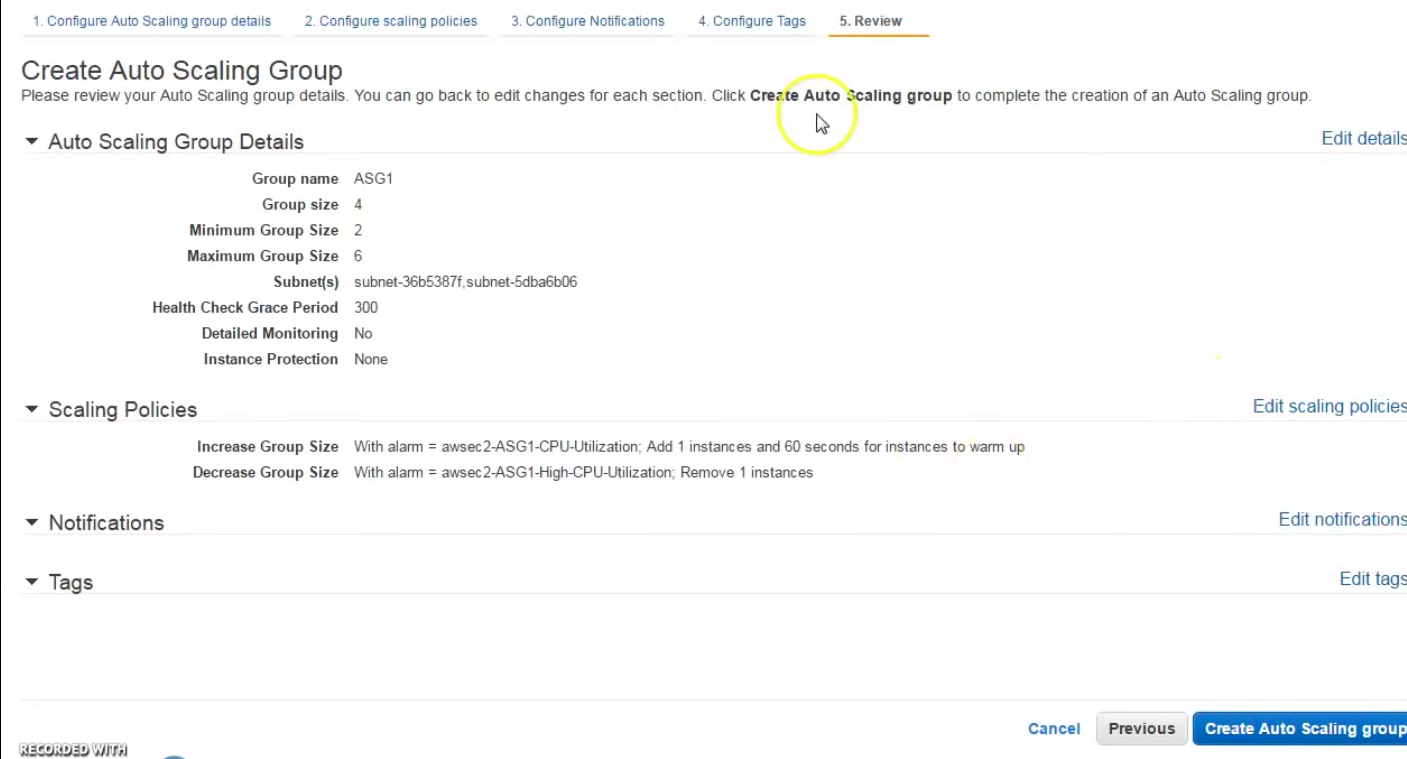 1. Configure Auto Scaling group details 2. Configure scaling policies 3. Configure Notifications 4. Configure Tags 5. Review
Create Auto Scaling Group
Please review your Auto Scaling group details. You can go back to edit changes for each section. Click Create Auto Scaling group to complete the creation of an Auto Scaling group.
Auto Scaling Group Details Edit details
Group name ASG1
Group size 4
Minimum Group Size 2
Maximum Group Size 6
Subnet(s) subnet-36b5387f,subnet-5dba6b06
Health Check Grace Period 300
Detailed Monitoring No
Instance Protection None
Scaling Policies Edit scaling policies
Increase Group Size With alarm = awsec2-ASG1-CPU-Utilization; Add 1 instances and 60 seconds for instances to warm up
Decrease Group Size With alarm = awsec2-ASG1-High-CPU-Utilization; Remove 1 instances
Notifications Edit notifications
Tags Edit tags
Cancel Previous Create Auto Scaling group
RECORDED WITH